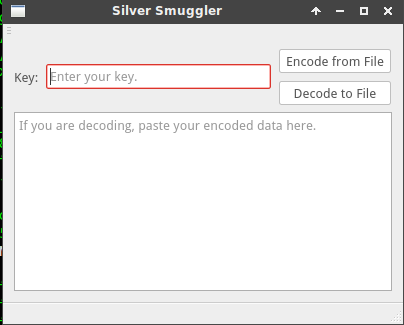 Silver Smuggler
Key:
Enter your key.
Encode from File
Decode to File
If you are decoding, paste your encoded data here.